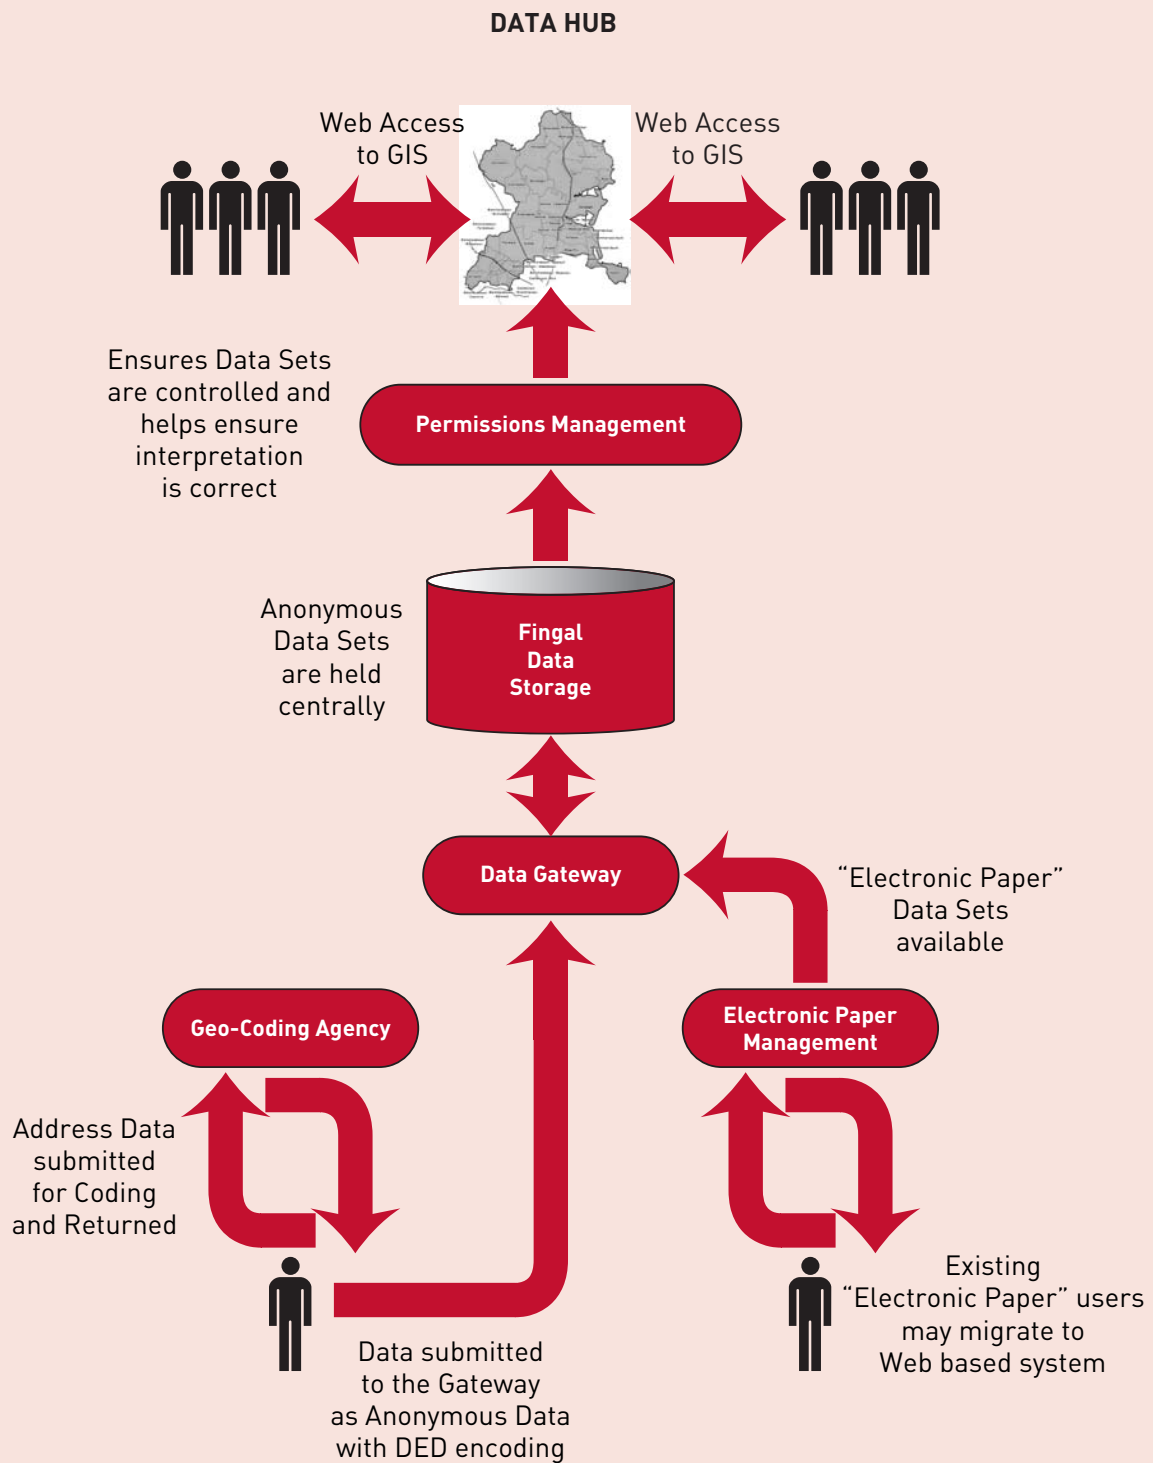 DATA HUB
Web Access
to GIS
Web Access
to GIS
Ensures Data Sets
are controlled and
helps ensure
interpretation
is correct
Permissions Management
Anonymous
Data Sets
are held
centrally
Fingal
Data
Storage
Data Gateway
“Electronic Paper”
Data Sets
available
Geo-Coding Agency
Electronic Paper
Management
Address Data
submitted
for Coding
and Returned
Existing
“Electronic Paper” users
may migrate to
Web based system
Data submitted
to the Gateway
as Anonymous Data
with DED encoding